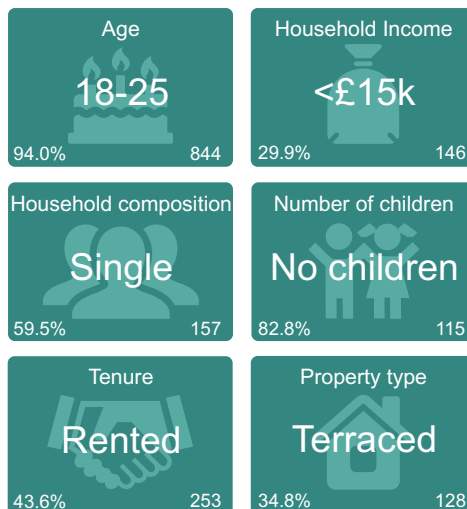 Age
18-25
94.0% 844
Household Income
<£15k
29.9% 146
Household composition
Single
59.5% 157
Number of children
No children
82.8% 115
Tenure
Rented
43.6% 253
Property type
Terraced
34.8% 128